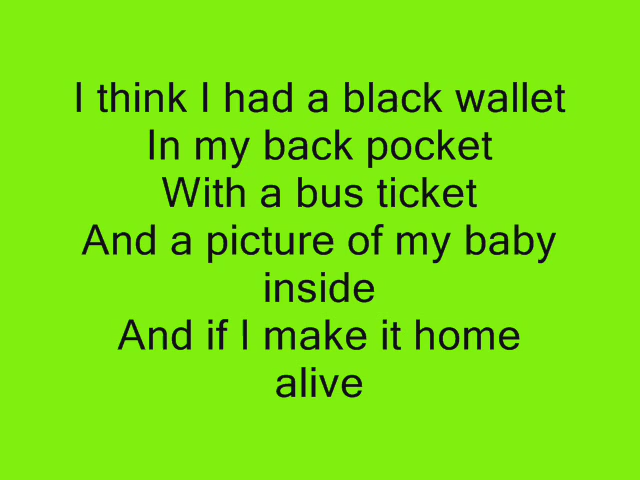 I think I had a black wallet
In my back pocket
With a bus ticket
And a picture of my baby
inside
And if I make it home
alive